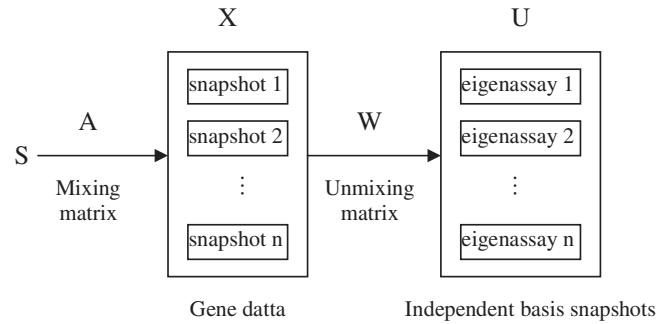 X
U
snapshot 1
eigenassay 1
A
snapshot 2
W
eigenassay 2
S
Mixing
matrix
⋮
Unmixing
matrix
⋮
snapshot n
eigenassay n
Gene datta
Independent basis snapshots